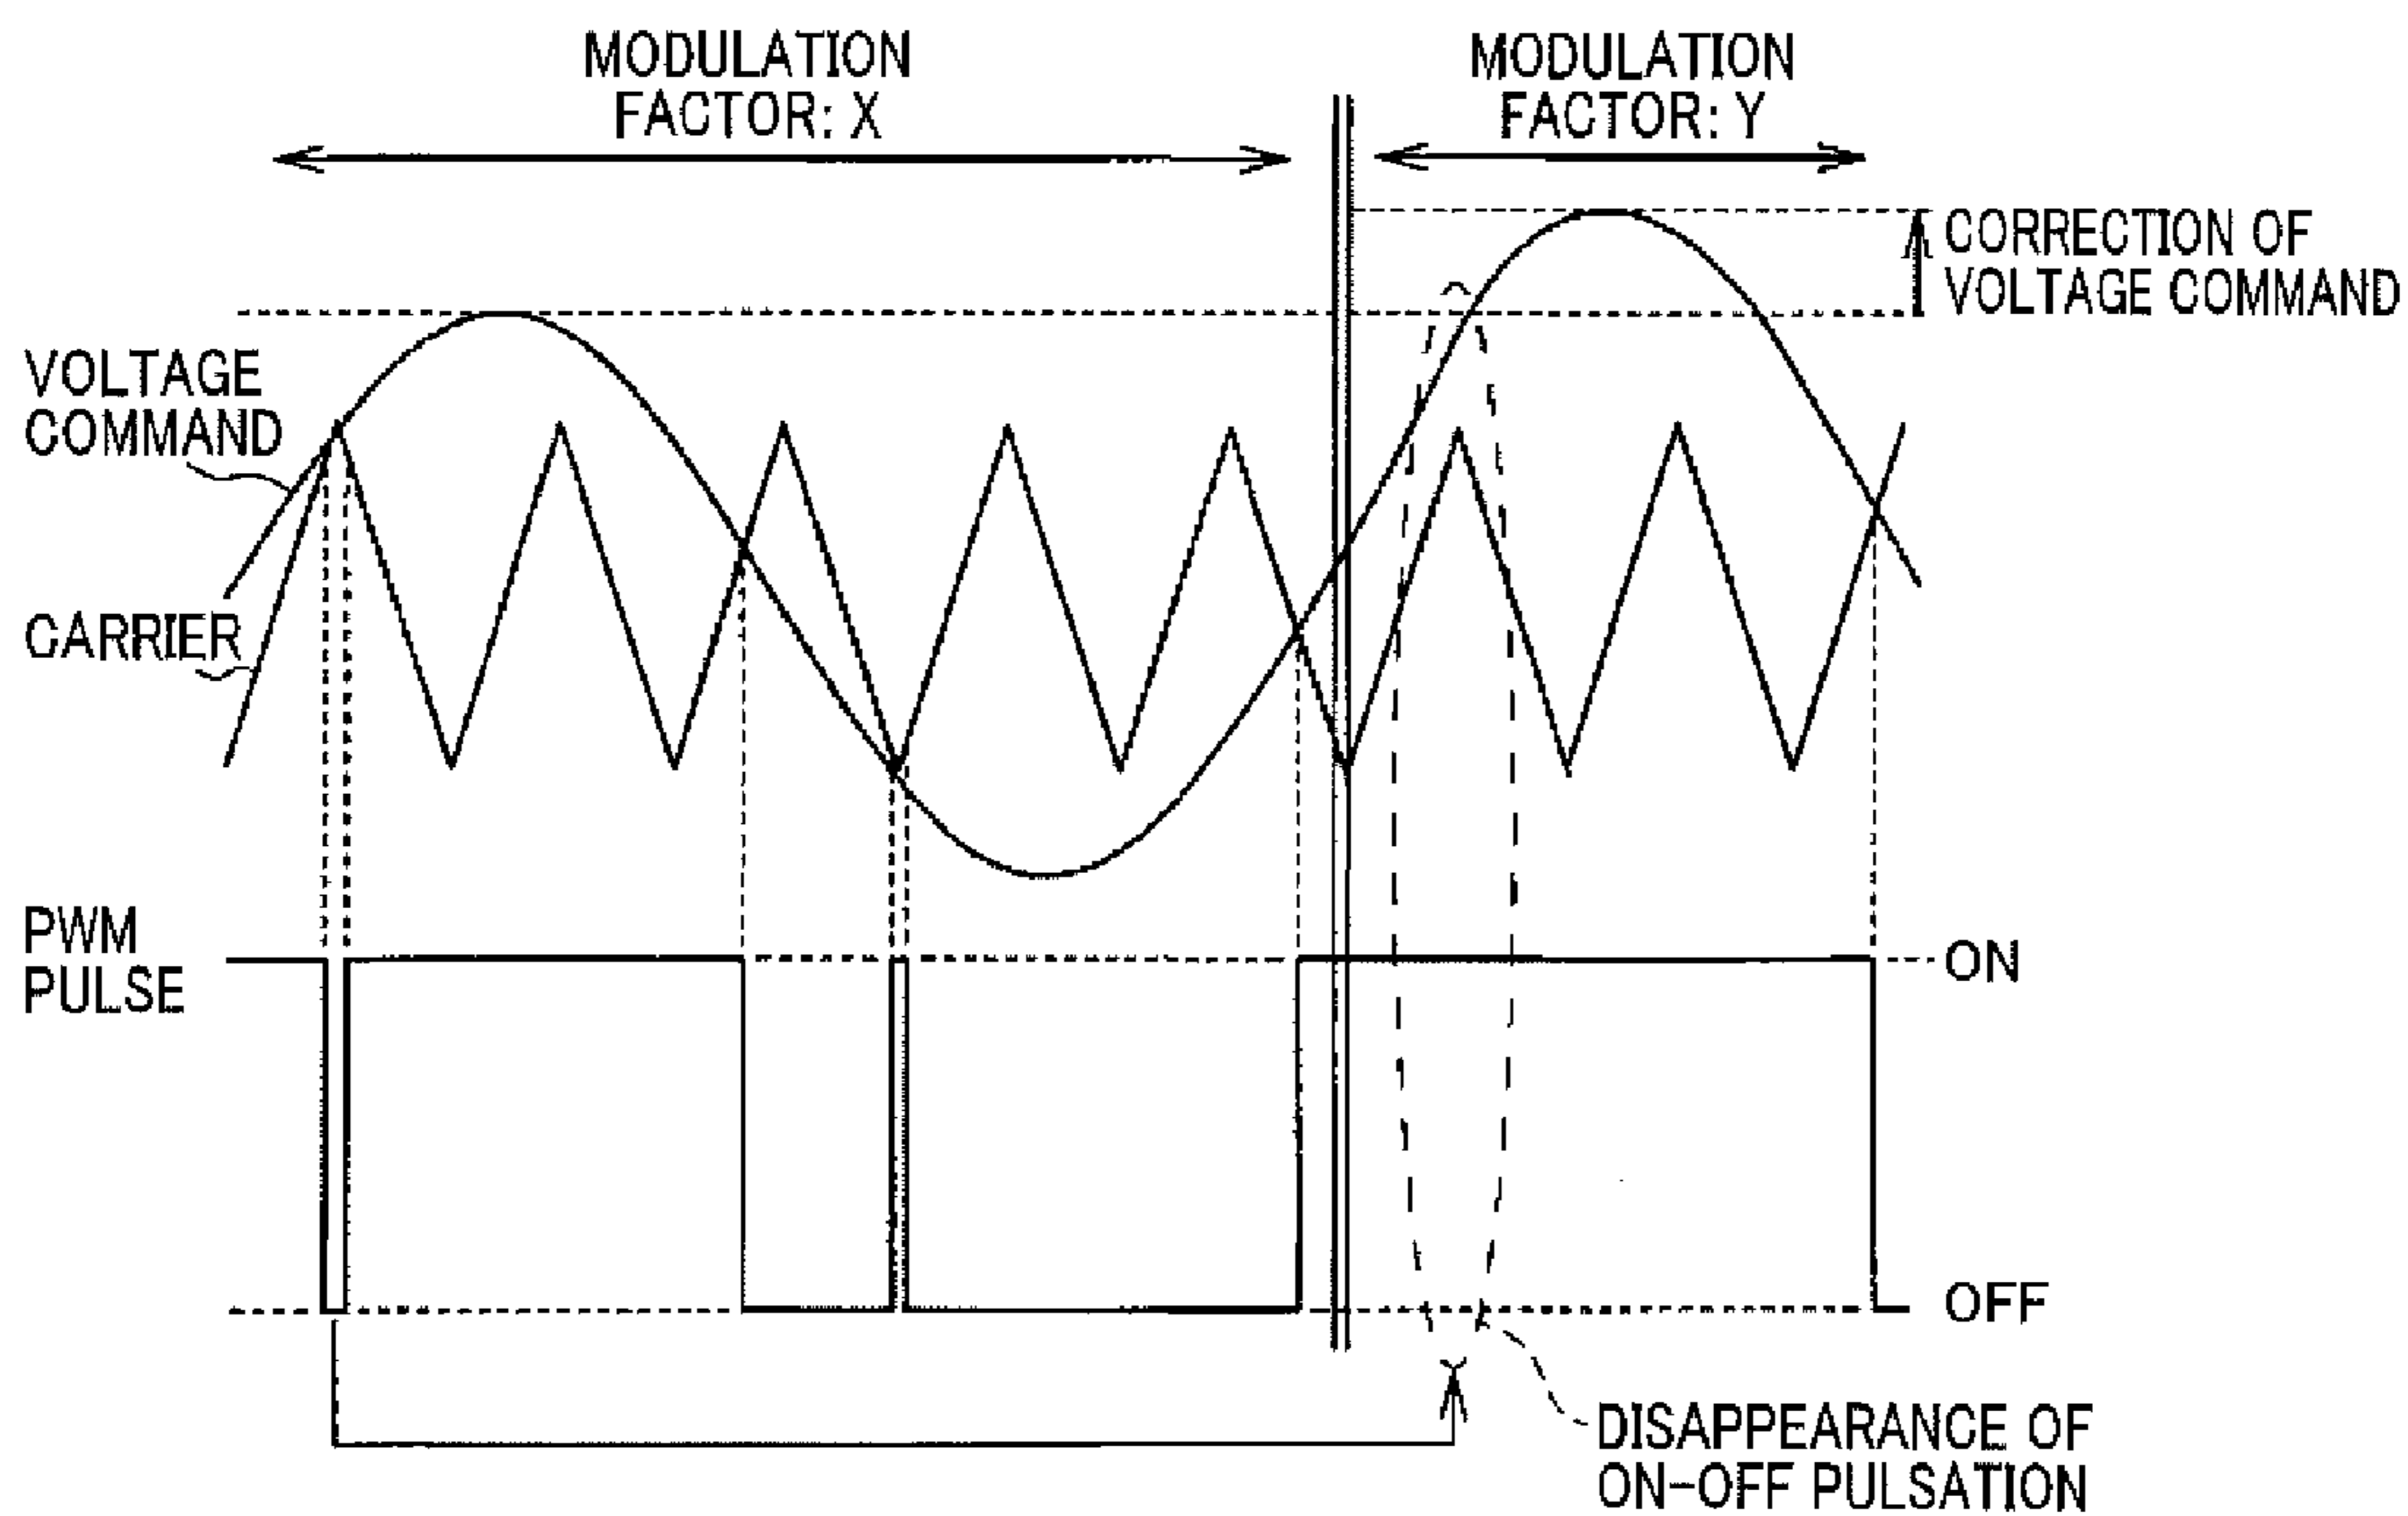 MODULATION
FACTOR: X
MODULATION
FACTOR: Y
CORRECTION OF
VOLTAGE COMMAND
VOLTAGE
COMMAND
CARRIER
PWM
PULSE
ON
OFF
DISAPPEARANCE OF
ON-OFF PULSATION